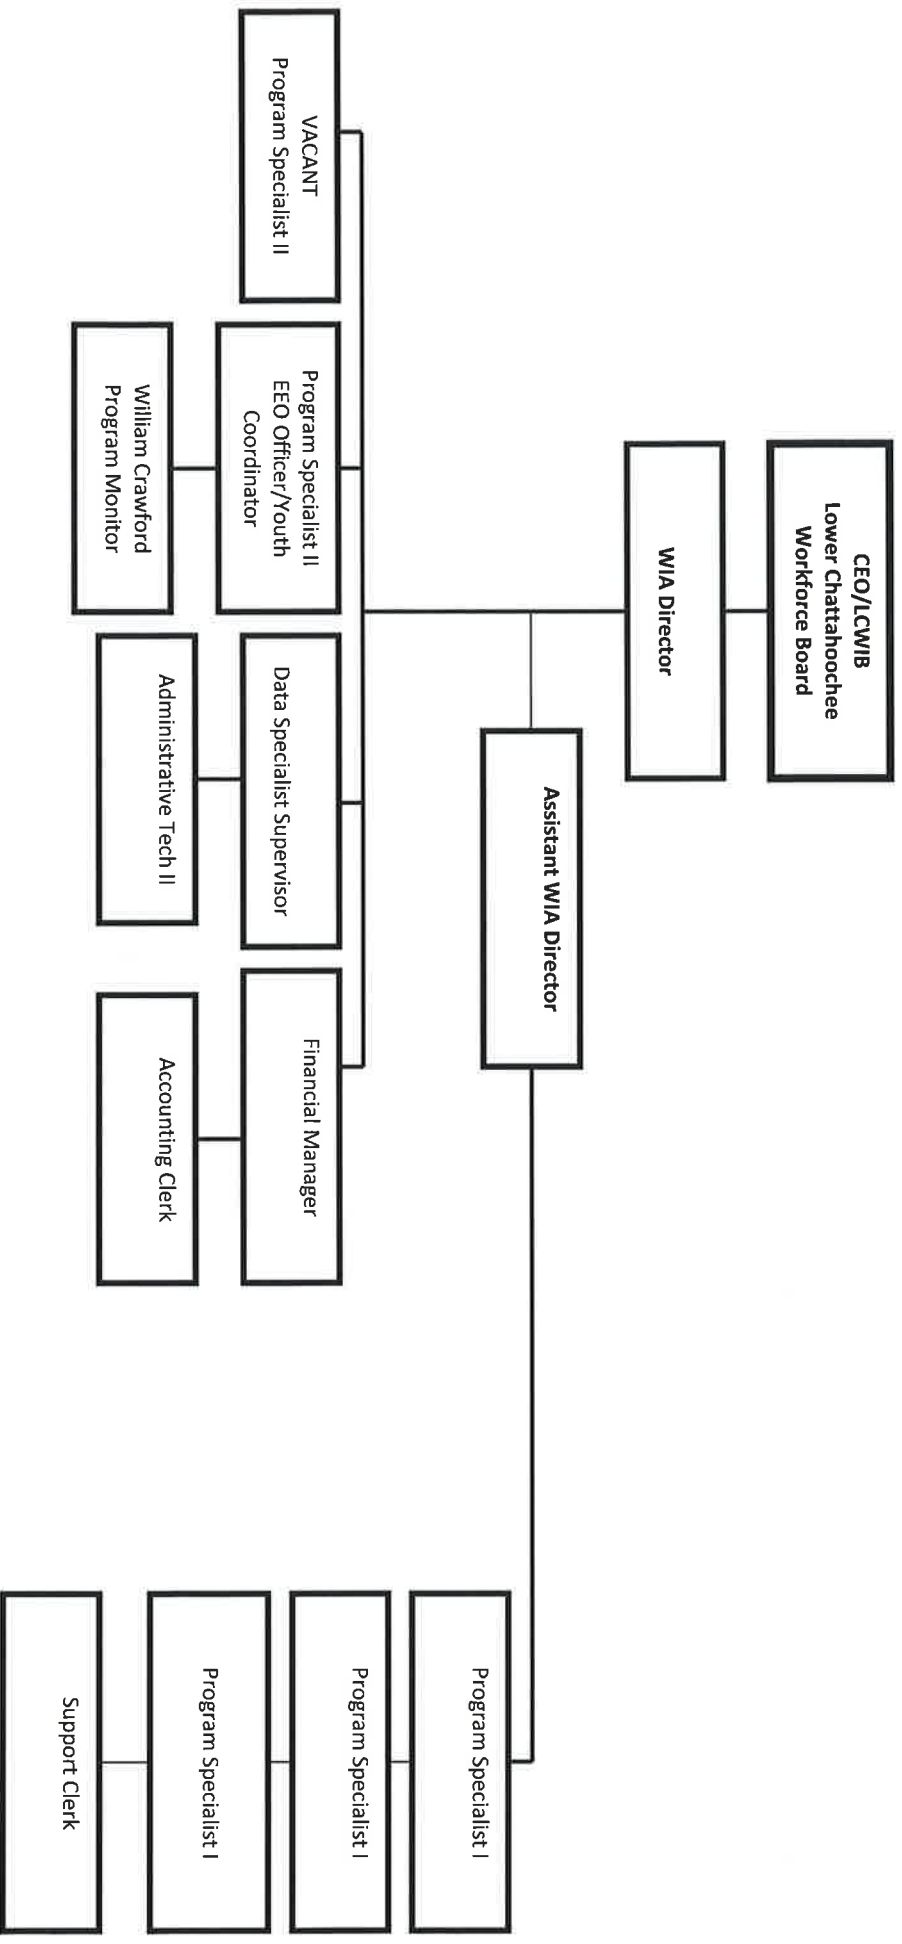 CEO/LCWIB
Lower Chattahoochee
Workforce Board
WIA Director
Assistant WIA Director
VACANT
Program Specialist II
Program Specialist II
EEO Officer/Youth
Coordinator
Data Specialist Supervisor
Financial Manager
William Crawford
Program Monitor
Administrative Tech II
Accounting Clerk
Program Specialist I
Program Specialist I
Program Specialist I
Support Clerk